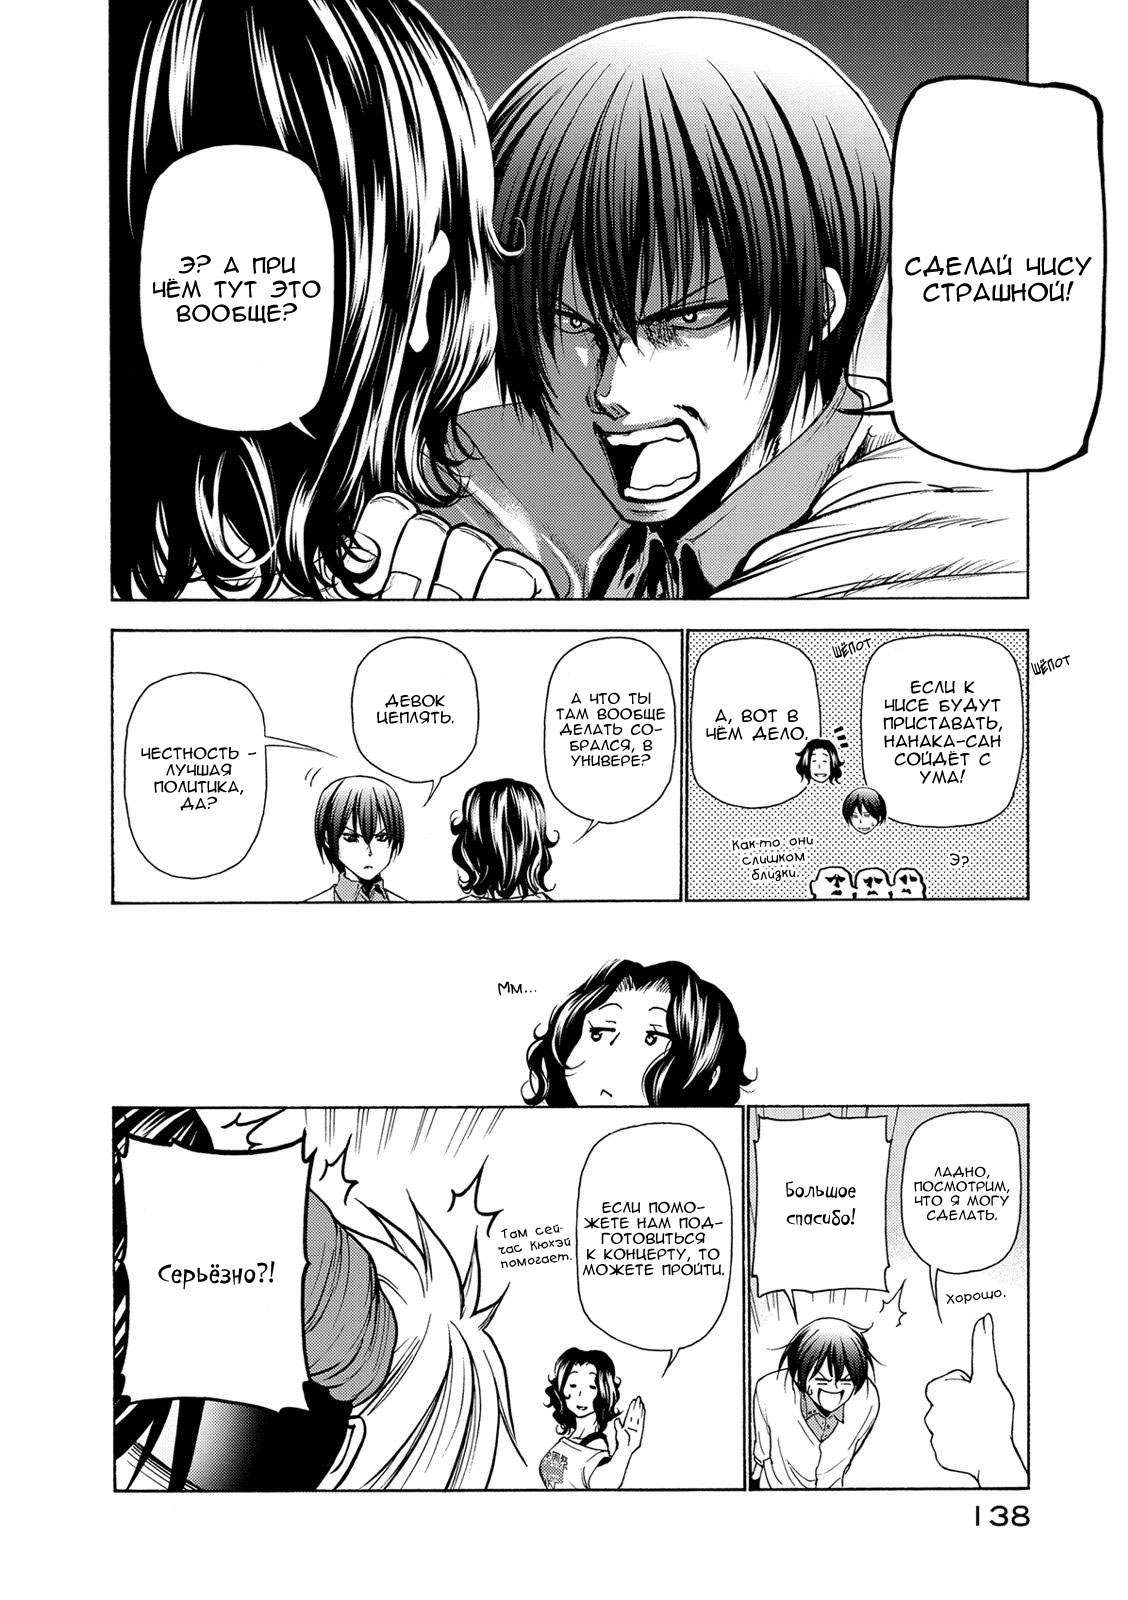 СДЕЛАЙ ЧИСУ
СТРАШНОЙ!
Э? А ПРИ
ЧЁМ ТУТ ЭТО
ВООБЩЕ?
ШЁПОТ
ЕСЛИ К
ЧИСЕ БУДУТ
ПРИСТАВАТЬ,
НАНАКА-САН
СОЙДЁТ С
УМА!
ШЁПОТ
А, ВОТ В
ЧЁМ ДЕЛО.
Э?
Как-то они
слишком
близки.
А ЧТО ТЫ
ТАМ ВООБЩЕ
ДЕЛАТЬ СО-
БРАЛСЯ, В
УНИВЕРЕ?
ДЕВОК
ЦЕПЛЯТЬ.
ЧЕСТНОСТЬ -
ЛУЧШАЯ
ПОЛИТИКА,
ДА?
Мм...
ЛАДНО,
ПОСМОТРИМ,
ЧТО Я МОГУ
СДЕЛАТЬ.
Хорошо.
Большое
спасибо!
ЕСЛИ ПОМО-
ЖЕТЕ НАМ ПОД-
ГОТОВИТЬСЯ
К КОНЦЕРТУ, ТО
МОЖЕТЕ ПРОЙТИ.
Там сей-
час Кюхэй
помогает.
Серьёзно?!
138